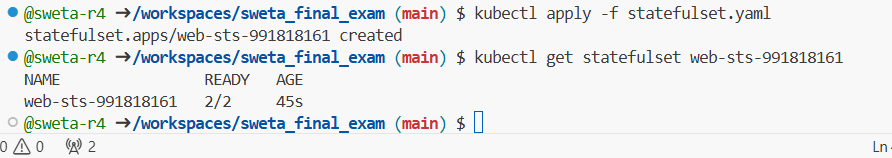 @sweta-r4 ➜/workspaces/sweta_final_exam (main) $ kubectl apply -f statefulset.yaml
statefulset.apps/web-sts-991818161 created
@sweta-r4 ➜/workspaces/sweta_final_exam (main) $ kubectl get statefulset web-sts-991818161
NAME READY AGE
web-sts-991818161 2/2 45s
@sweta-r4 ➜/workspaces/sweta_final_exam (main) $
0 0 2 Ln